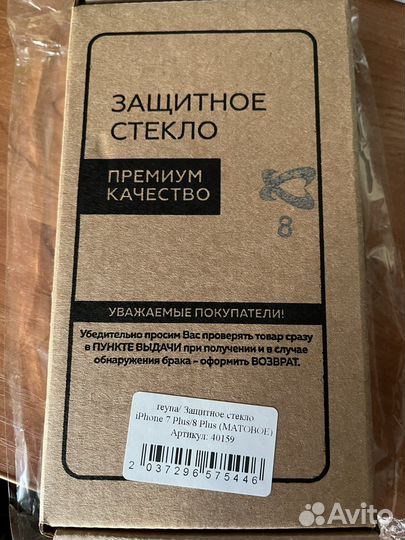 ЗАЩИТНОЕ
СТЕКЛО
ПРЕМИУМ
КАЧЕСТВО
8
УВАЖАЕМЫЕ ПОКУПАТЕЛИ!
Убедительно просим Вас проверять товар сразу
в ПУНКТЕ ВЫДАЧИ при получении и в случае
обнаружения брака – оформить ВОЗВРАТ.
reyna/ Защитное стекло
iPhone 7 Plus/8 Plus (МАТОВОЕ)
Артикул: 40159
2 037296 575446
Avito